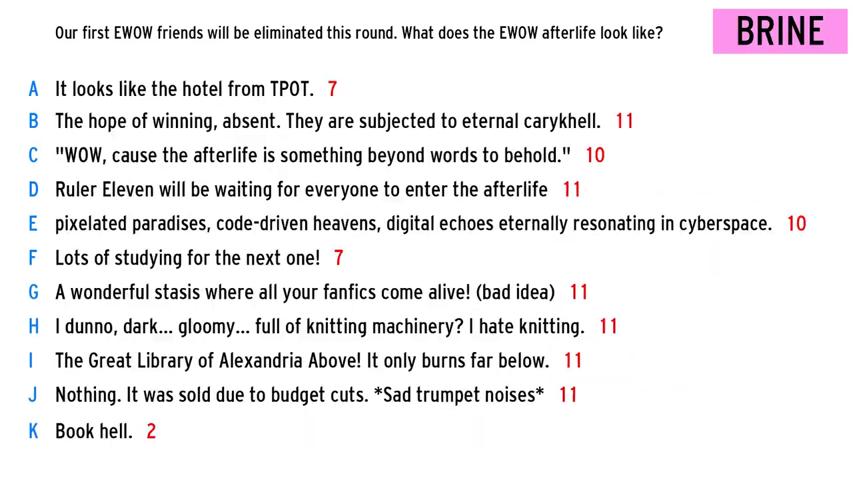 Our first EWOW friends will be eliminated this round. What does the EWOW afterlife look like?
BRINE
A It looks like the hotel from TPOT. 7
B The hope of winning, absent. They are subjected to eternal carykhell. 11
C "WOW, cause the afterlife is something beyond words to behold." 10
D Ruler Eleven will be waiting for everyone to enter the afterlife 11
E pixelated paradises, code-driven heavens, digital echoes eternally resonating in cyberspace. 10
F Lots of studying for the next one! 7
G A wonderful stasis where all your fanfics come alive! (bad idea) 11
H I dunno, dark... gloomy... full of knitting machinery? I hate knitting. 11
I The Great Library of Alexandria Above! It only burns far below. 11
J Nothing. It was sold due to budget cuts. *Sad trumpet noises* 11
K Book hell. 2